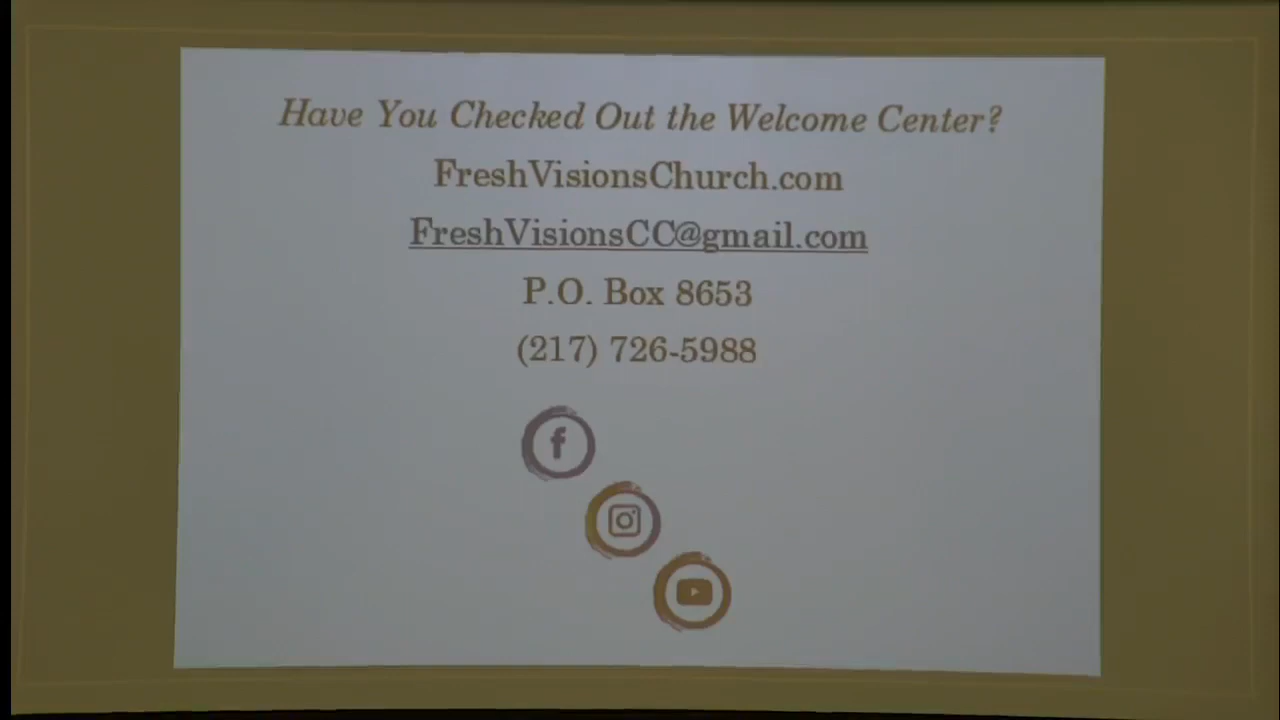 Have You Checked Out the Welcome Center?
FreshVisionsChurch.com
FreshVisionsCC@gmail.com
P.O. Box 8653
(217) 726-5988